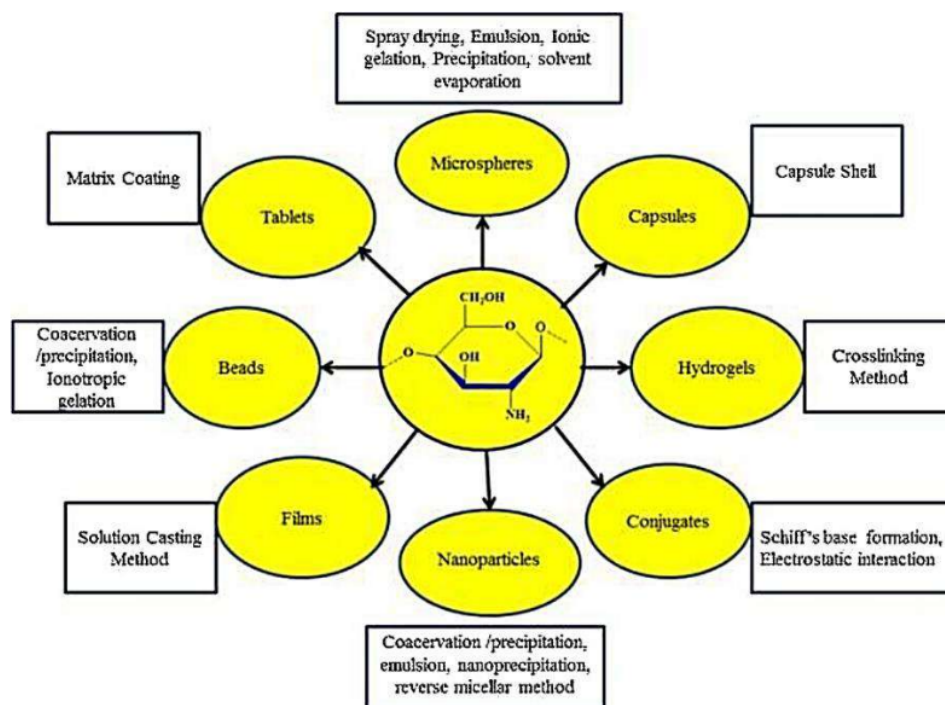 Spray drying, Emulsion, Ionic
gelation, Precipitation, solvent
evaporation
Microspheres
Matrix Coating
Tablets
Capsule Shell
Capsules
CH₂OH
O
O
O
OH
NH₂
Coacervation
/precipitation,
Ionotropic
gelation
Beads
Hydrogels
Crosslinking
Method
Solution Casting
Method
Films
Nanoparticles
Conjugates
Schiff's base formation,
Electrostatic interaction
Coacervation /precipitation,
emulsion, nanoprecipitation,
reverse micellar method